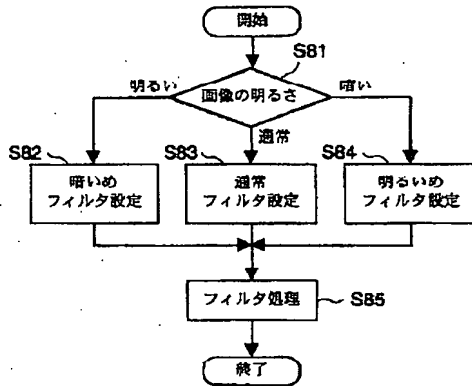 開始
S81
明るい
画像の明るさ
暗い
通常
S82
S83
S84
暗いめ
フィルタ設定
通常
フィルタ設定
明るいめ
フィルタ設定
フィルタ処理
S85
終了